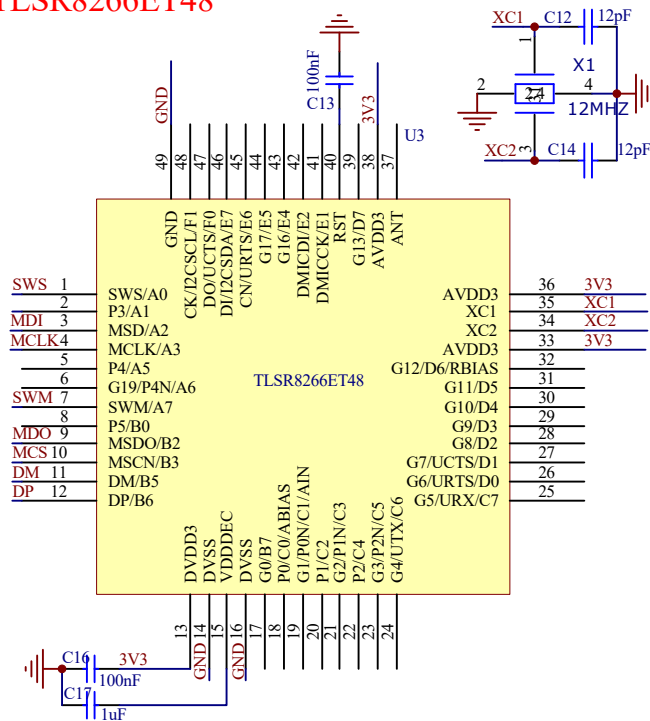 TLSR8266ET48
XC1 C12 12pF
1
X1
2 4
12MHZ
3
XC2 C14 12pF
100nF
C13
GND
3V3
U3
49 48 47 46 45 44 43 42 41 40 39 38 37
GND
CK/I2CSCL/F1
DO/UCTS/F0
DI/I2CSDA/E7
CN/URTS/E6
G17/E5
G16/E4
DMICDI/E2
DMICCK/E1
RST
G13/D7
AVDD3
ANT
SWS 1 SWS/A0
2 P3/A1
MDI 3 MSD/A2
MCLK 4 MCLK/A3
5 P4/A5
6 G19/P4N/A6
SWM 7 SWM/A7
8 P5/B0
MDO 9 MSDO/B2
MCS 10 MSCN/B3
DM 11 DM/B5
DP 12 DP/B6
TLSR8266ET48
AVDD3 36 3V3
XC1 35 XC1
XC2 34 XC2
AVDD3 33 3V3
G12/D6/RBIAS 32
G11/D5 31
G10/D4 30
G9/D3 29
G8/D2 28
G7/UCTS/D1 27
G6/URTS/D0 26
G5/URX/C7 25
DVDD3
DVSS
VDDDEC
DVSS
G0/B7
P0/C0/ABIAS
G1/P0N/C1/AIN
P1/C2
G2/P1N/C3
P2/C4
G3/P2N/C5
G4/UTX/C6
13 14 15 16 17 18 19 20 21 22 23 24
GND
GND
C16 3V3
100nF
C17
1uF